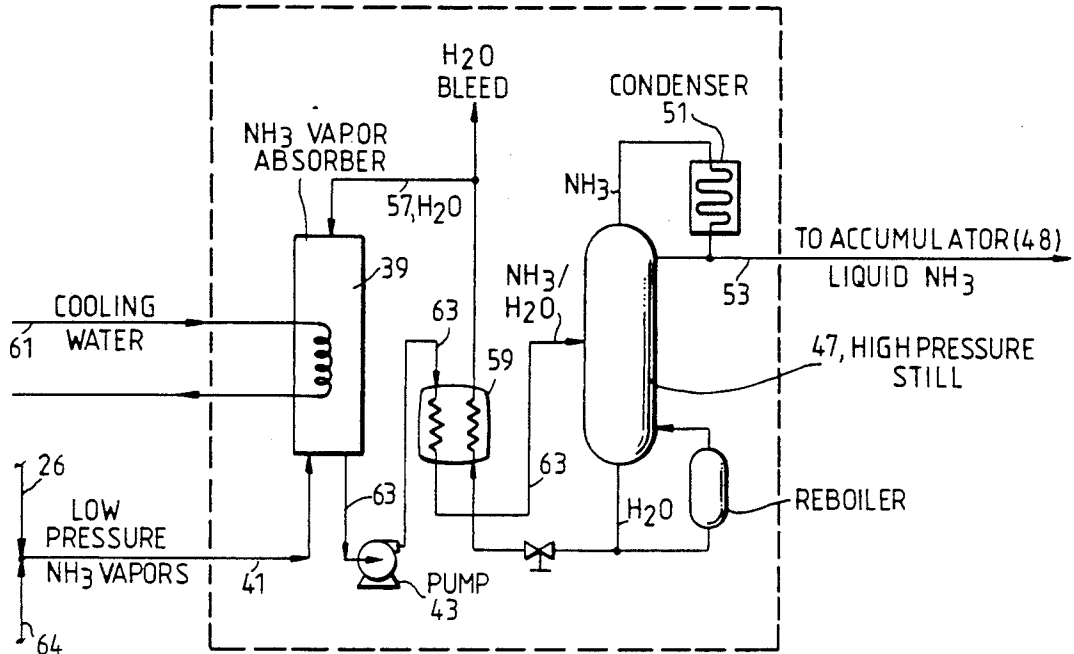 H2O
BLEED
CONDENSER
51
NH3 VAPOR
ABSORBER
57, H2O
NH3
39
TO ACCUMULATOR (48)
LIQUID NH3
53
COOLING
WATER
61
63
NH3/
H2O
59
47, HIGH PRESSURE
STILL
26
LOW
PRESSURE
NH3 VAPORS
41
63
63
H2O
REBOILER
PUMP
43
64